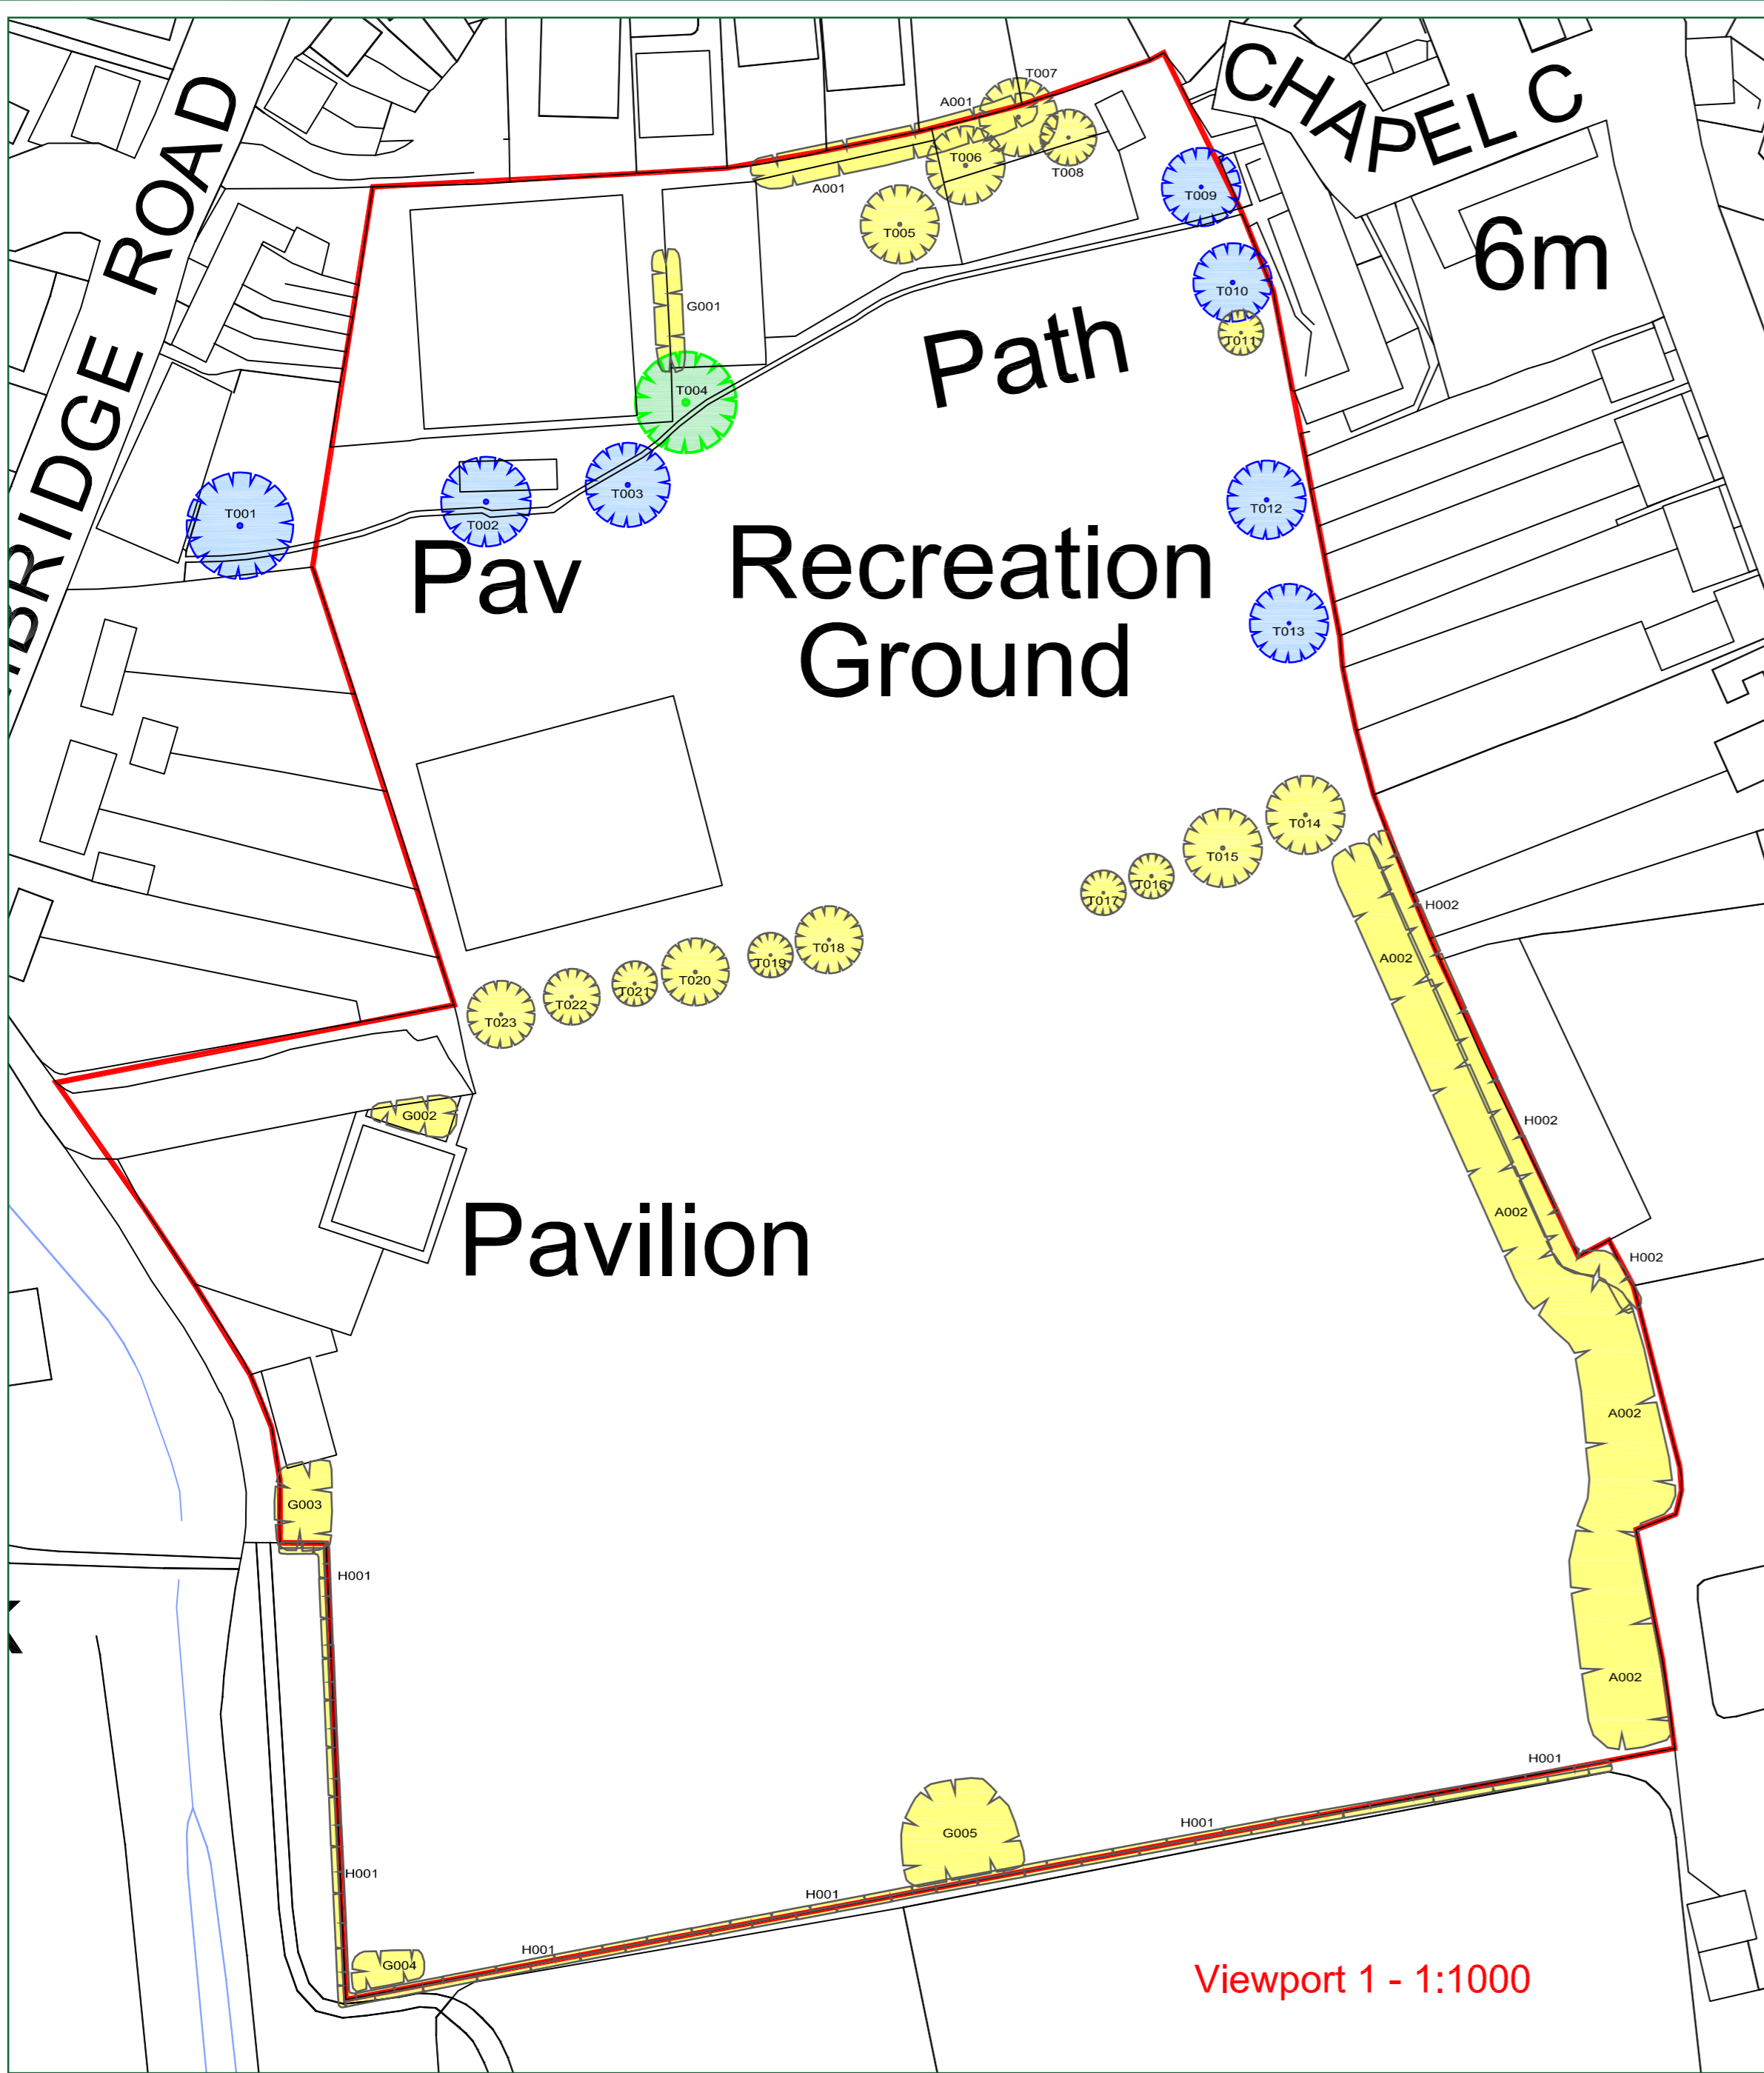 CHAPEL C
T007
A001
T006
T008
A001
T009
T005
6m
T010
G001
T011
Path
T004
T003
T012
T001
T002
Pav
Recreation
Ground
T013
BRIDGE ROAD
T014
T015
T016
T017
H002
T018
A002
T019
T020
T021
T022
T023
G002
H002
A002
Pavilion
H002
A002
G003
H001
A002
H001
G005
H001
H001
H001
H001
G004
Viewport 1 - 1:1000